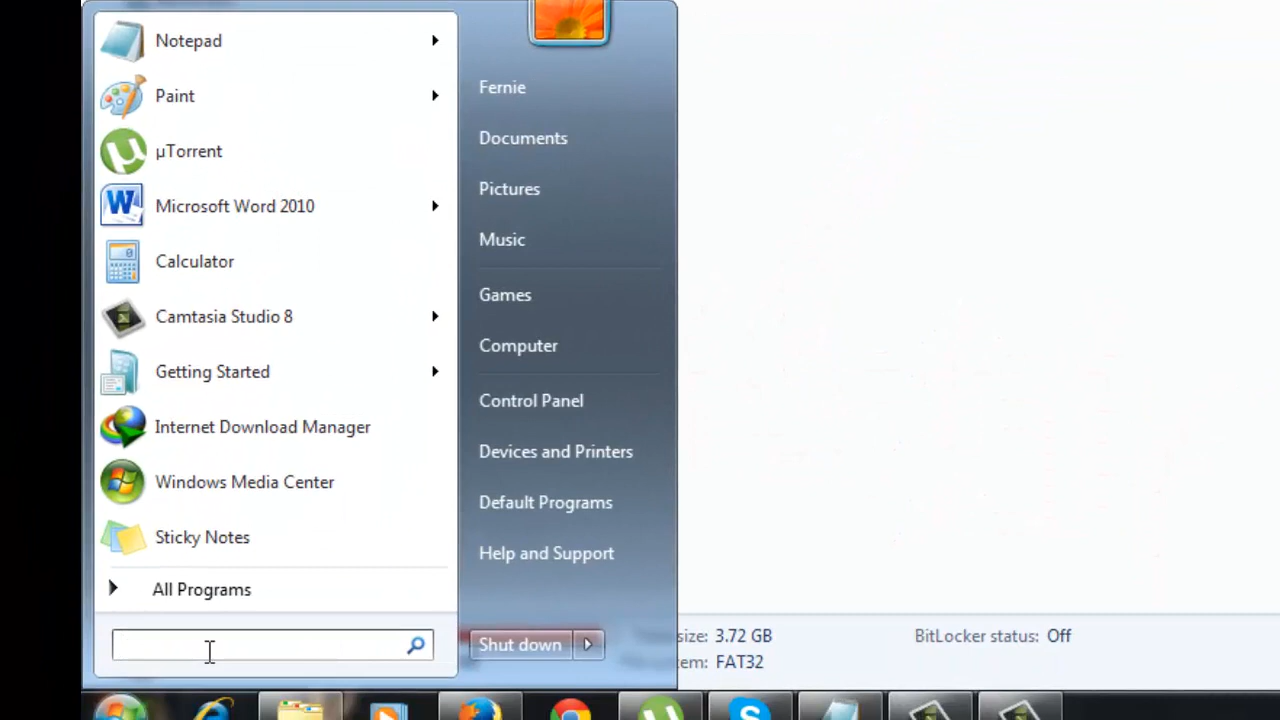 Notepad
Paint
µTorrent
Microsoft Word 2010
Calculator
Camtasia Studio 8
Getting Started
Internet Download Manager
Windows Media Center
Sticky Notes
All Programs
Fernie
Documents
Pictures
Music
Games
Computer
Control Panel
Devices and Printers
Default Programs
Help and Support
Shut down
size: 3.72 GB
BitLocker status: Off
FAT32